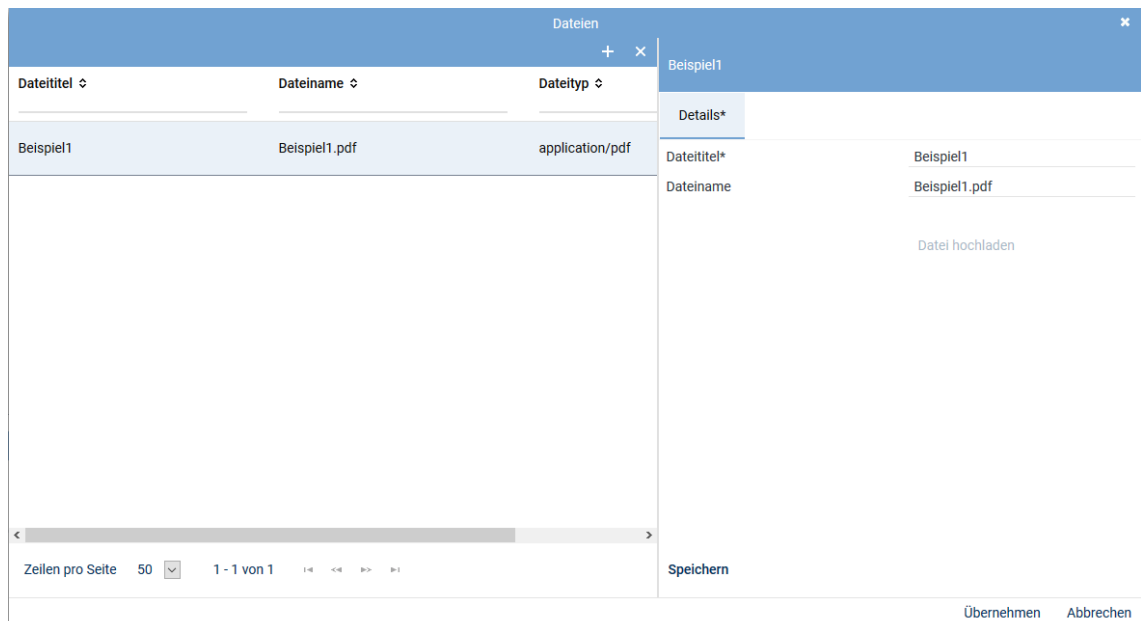 Dateien
Beispiel1
Dateititel Dateiname Dateityp
Details*
Beispiel1 Beispiel1.pdf application/pdf
Dateititel* Beispiel1
Dateiname Beispiel1.pdf
Datei hochladen
Zeilen pro Seite 50 1 - 1 von 1
Speichern
Übernehmen Abbrechen